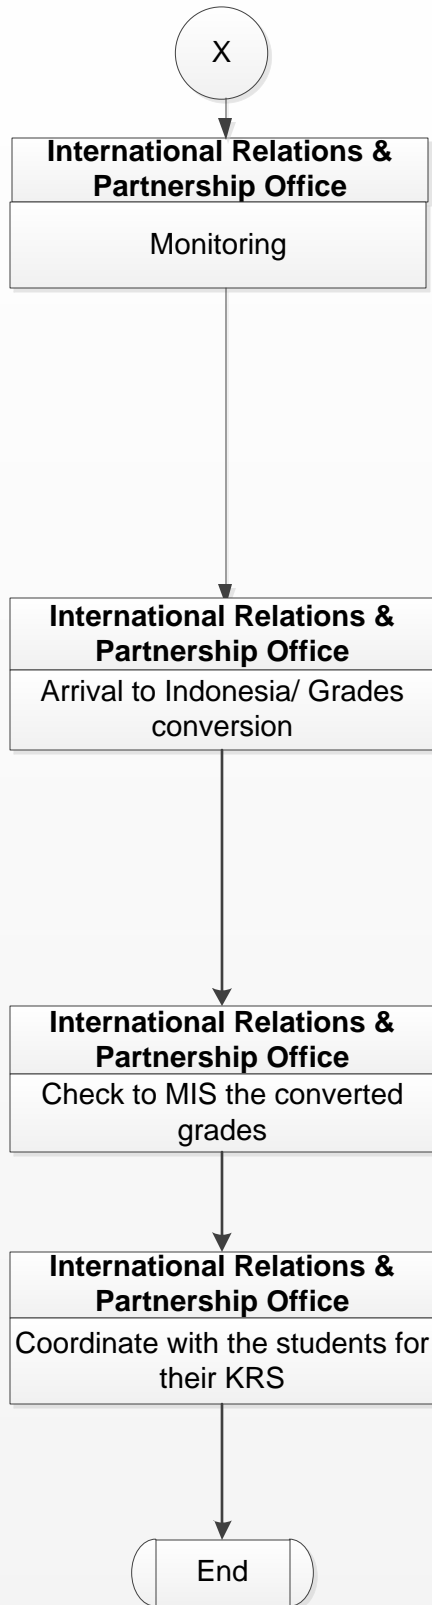 X
International Relations &
Partnership Office
Monitoring
International Relations &
Partnership Office
Arrival to Indonesia/ Grades
conversion
International Relations &
Partnership Office
Check to MIS the converted
grades
International Relations &
Partnership Office
Coordinate with the students for
their KRS
End